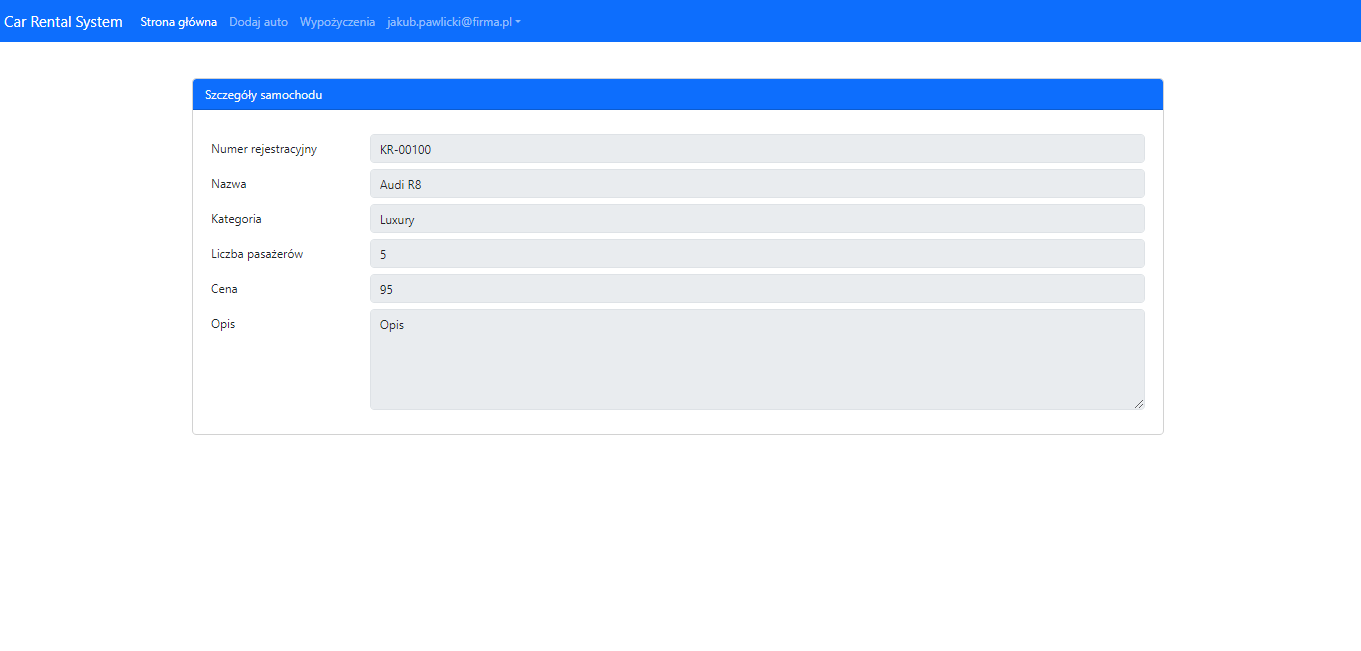 Car Rental System Strona główna Dodaj auto Wypożyczenia jakub.pawlicki@firma.pl
Szczegóły samochodu
Numer rejestracyjny KR-00100
Nazwa Audi R8
Kategoria Luxury
Liczba pasażerów 5
Cena 95
Opis Opis